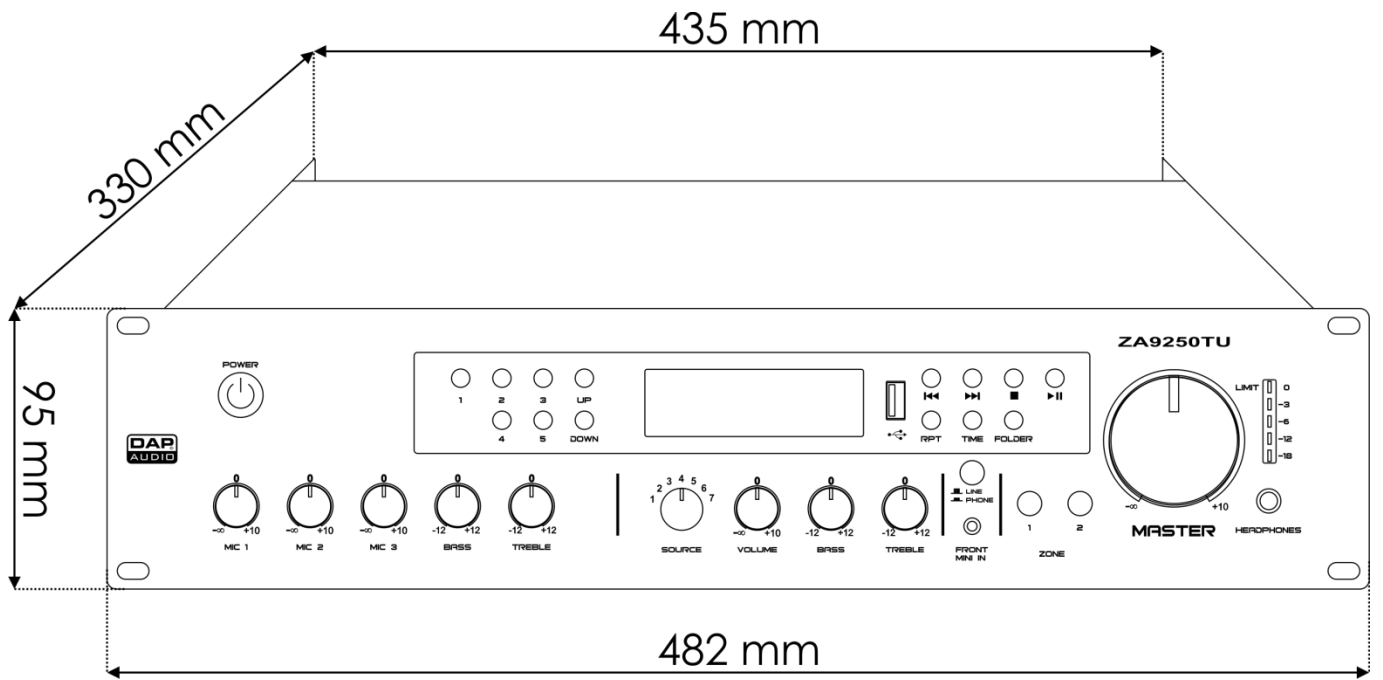 435 mm
330 mm
95 mm
ZA9250TU
POWER
1 2 3 UP
4 5 DOWN
RPT TIME FOLDER
LIMIT 0
-3
-6
-12
-18
DAP®
AUDIO
0 0 0 0 0
-∞ +10 -∞ +10 -∞ +10 -12 +12 -12 +12
MIC 1 MIC 2 MIC 3 BASS TREBLE
1 2 3 4 5 6 7
0 0 0
-∞ +10 -12 +12 -12 +12
SOURCE VOLUME BASS TREBLE
LINE
PHONE
FRONT
MINI IN
1 2
ZONE
-∞ +10
MASTER
HEADPHONES
482 mm